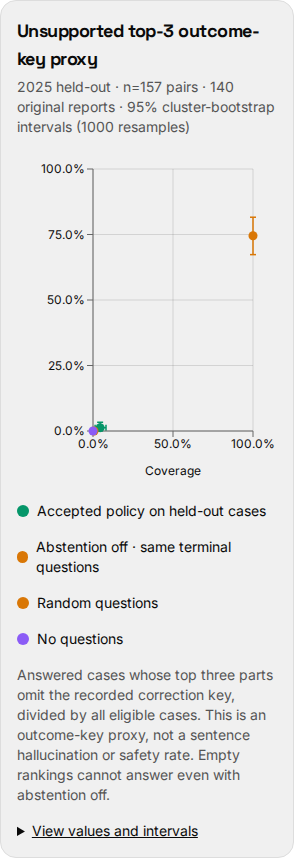 Unsupported top-3 outcome-
key proxy
2025 held-out · n=157 pairs · 140
original reports · 95% cluster-bootstrap
intervals (1000 resamples)
100.0%
75.0%
50.0%
25.0%
0.0%
0.0% 50.0% 100.0%
Coverage
Accepted policy on held-out cases
Abstention off · same terminal
questions
Random questions
No questions
Answered cases whose top three parts
omit the recorded correction key,
divided by all eligible cases. This is an
outcome-key proxy, not a sentence
hallucination or safety rate. Empty
rankings cannot answer even with
abstention off.
View values and intervals